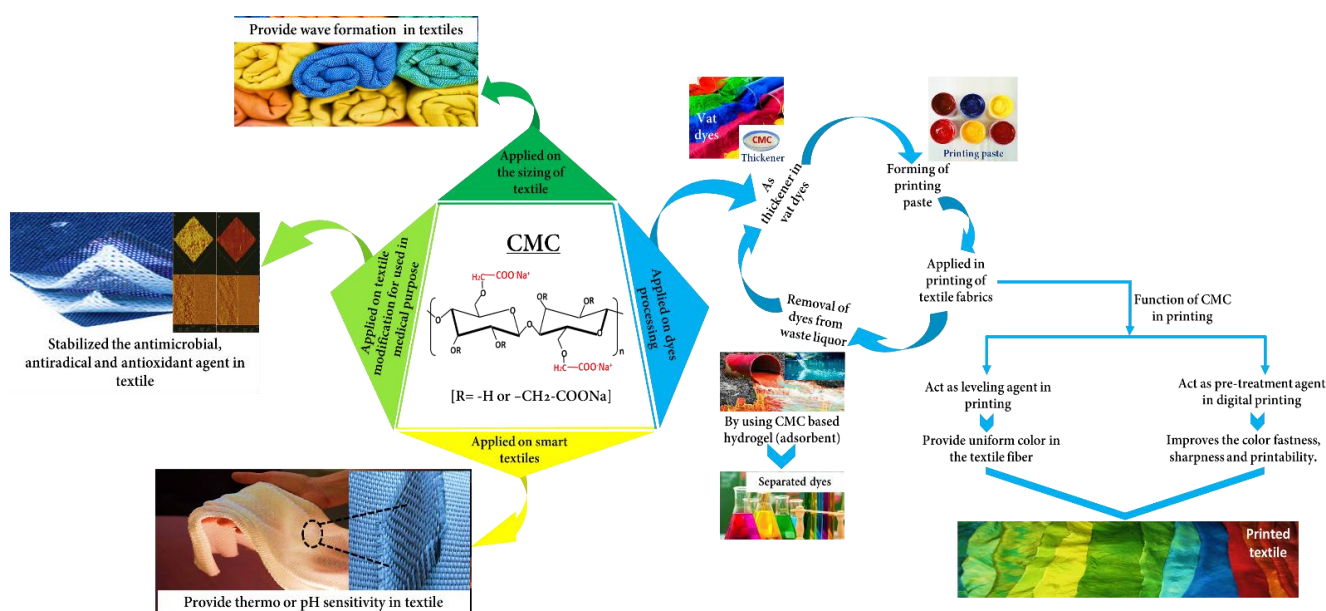 Provide wave formation in textiles
Applied on
the sizing of
textile
Vat
dyes
CMC
Thickener
As
thickener in
vat dyes
Forming of
printing
paste
Printing paste
Applied in
printing of
textile fabrics
Removal of
dyes from
waste liquor
Function of CMC
in printing
Act as leveling agent in
printing
Provide uniform color in
the textile fiber
Act as pre-treatment agent
in digital printing
Improves the color fastness,
sharpness and printability.
Printed
textile
By using CMC based
hydrogel (adsorbent)
Separated dyes
Applied on dyes
processing
CMC
H₂C
COO⁻Na⁺
O
O
OR
OR
O
OR
RO
OR
O
O
H₂C
COO⁻Na⁺
n
[R= -H or –CH2-COONa]
Applied on textile
modification for used in
medical purpose
Stabilized the antimicrobial,
antiradical and antioxidant agent in
textile
Applied on smart
textiles
Provide thermo or pH sensitivity in textile